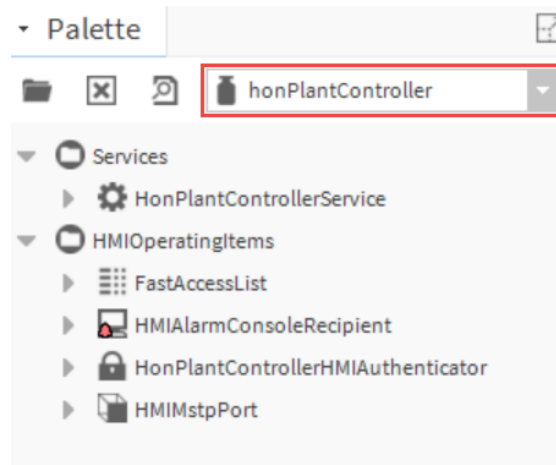 Palette
honPlantController
Services
HonPlantControllerService
HMIOperatingItems
FastAccessList
HMIAlarmConsoleRecipient
HonPlantControllerHMIAuthenticator
HMIMstpPort